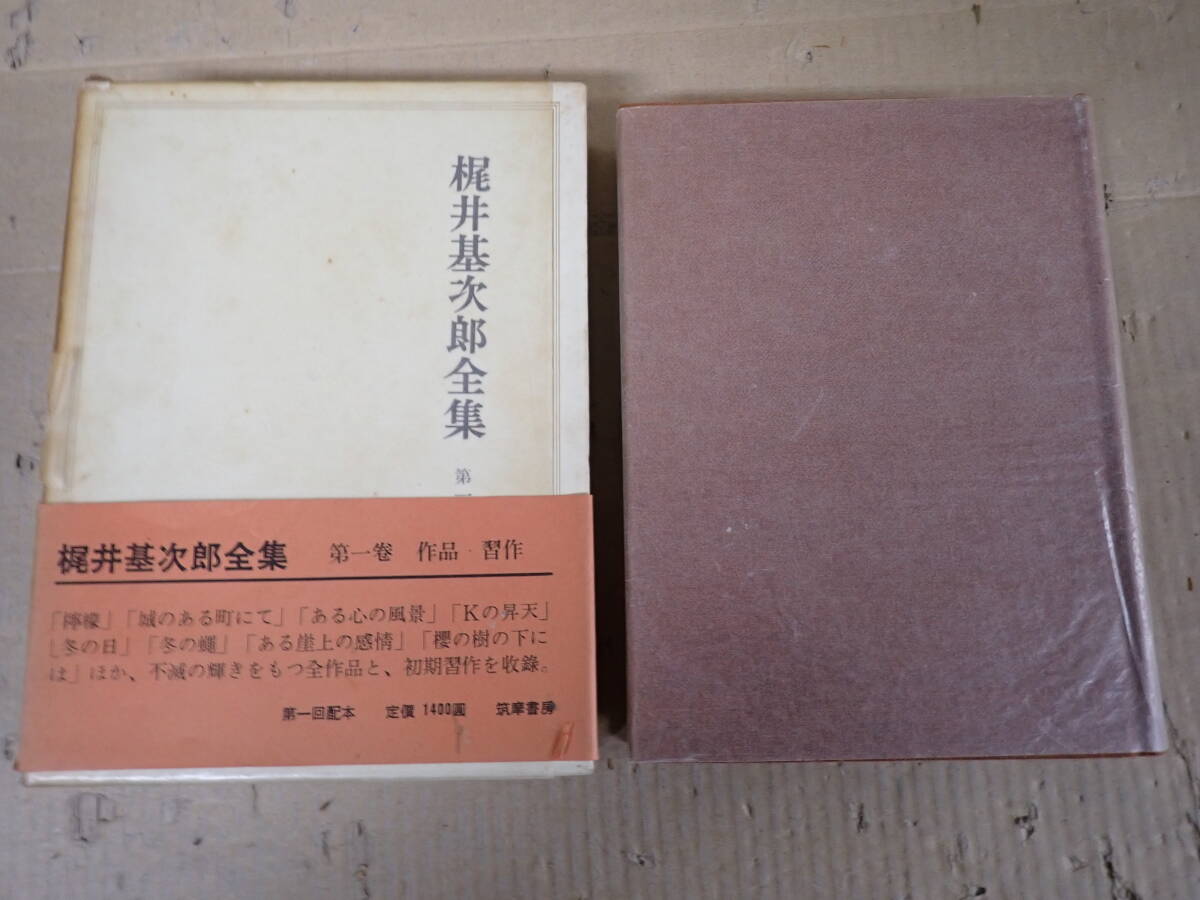 梶井基次郎全集
第一
梶井基次郎全集 第一卷 作品・習作
「檸檬」「城のある町にて」「ある心の風景」「Kの昇天」
「冬の日」「冬の蠅」「ある崖上の感情」「櫻の樹の下に
は」ほか、不滅の輝きをもつ全作品と、初期習作を収錄。
第一回配本 定價 1400圓 筑摩書房